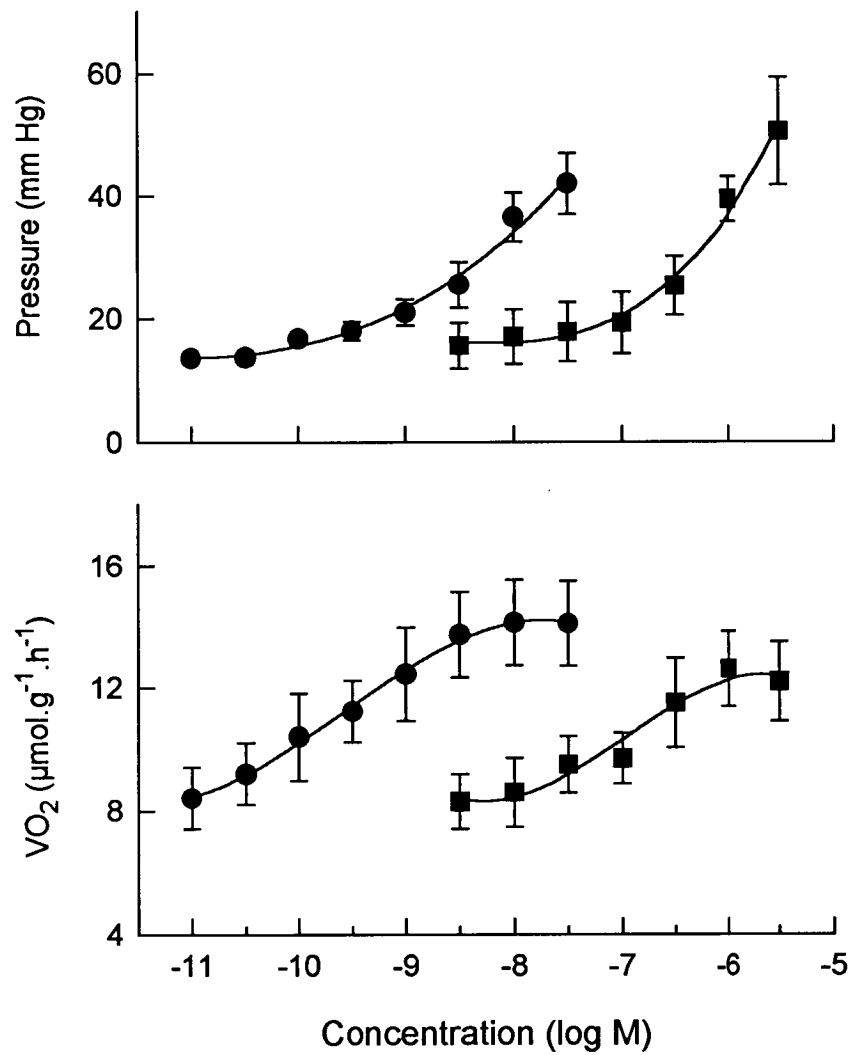 Pressure (mm Hg)
60
40
20
0
VO₂ (µmol.g⁻¹.h⁻¹)
16
12
8
4
-11 -10 -9 -8 -7 -6 -5
Concentration (log M)